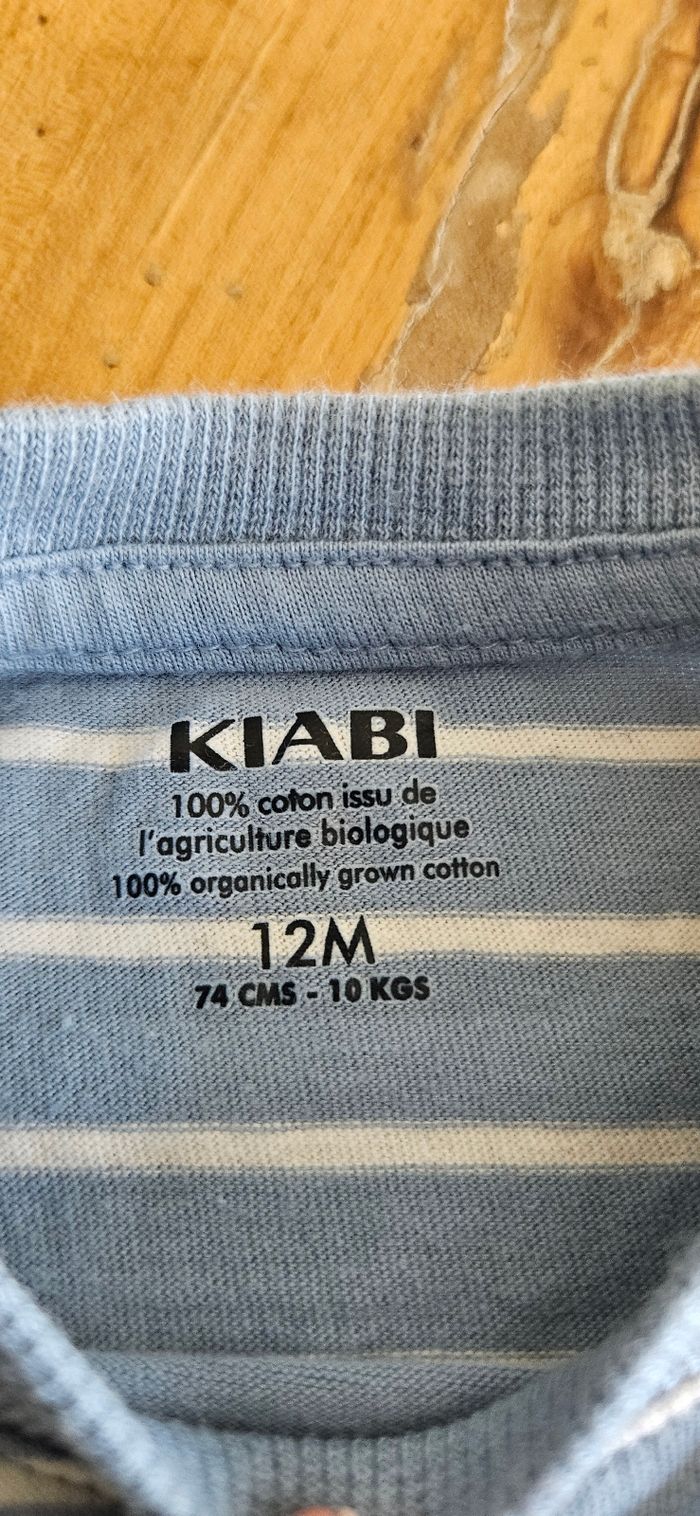 KIABI
100% coton issu de
l'agriculture biologique
100% organically grown cotton
12M
74 CMS - 10 KGS